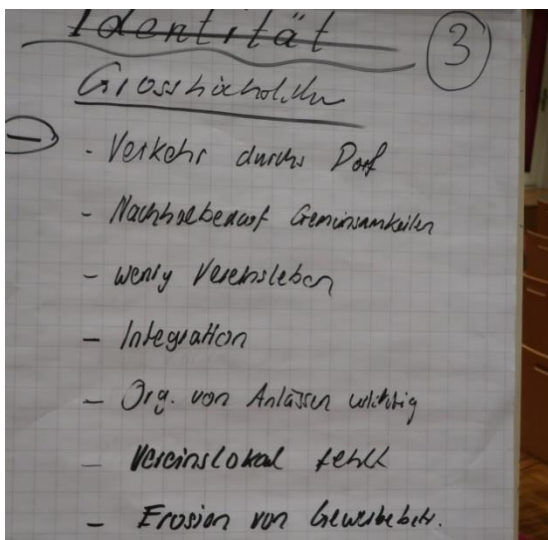 Identität
3
Grosshöchstetten
- Verkehr durchs Dorf
- Nachholbedarf Gemeinsamkeiten
- wenig Vereinsleben
- Integration
- Org. von Anlässen wichtig
- Vereinslokal fehlt
- Erosion von Gewerbebetr.